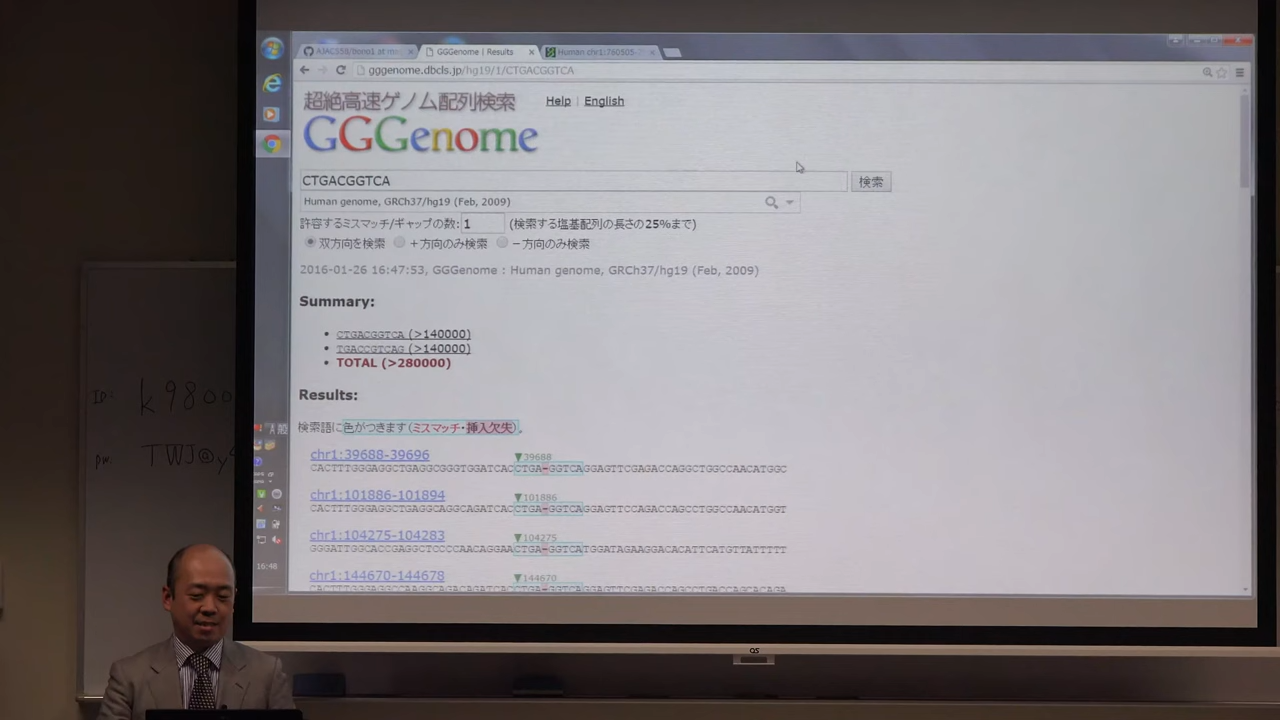 GGGenome | Results
Human chr1:760505-
gggenome.dbcls.jp/hg19/1/CTGACGGTCA
超絶高速ゲノム配列検索
Help | English
GGGenome
CTGACGGTCA
検索
Human genome, GRCh37/hg19 (Feb, 2009)
許容するミスマッチ/ギャップの数: 1 (検索する塩基配列の長さの25%まで)
双方向を検索 +方向のみ検索 −方向のみ検索
2016-01-26 16:47:53, GGGenome : Human genome, GRCh37/hg19 (Feb, 2009)
Summary:
CTGACGGTCA (>140000)
TGACCGTCAG (>140000)
TOTAL (>280000)
Results:
検索語に色がつきます(ミスマッチ・挿入欠失)。
chr1:39688-39696
▼39688
CACTTTGGGAGGCTGAGGCGGGTGGATCACCTGA-GGTCAGGAGTTCGAGACCAGGCTGGCCAACATGGC
chr1:101886-101894
▼101886
CACTTTGGGAGGCTGAGGCAGGCAGATCACCTGA-GGTCAGGAGTTCCAGACCAGCCTGGCCAACATGGT
chr1:104275-104283
▼104275
GGGATTGGCACCGAGGCTCCCCAACAGGAACTGA-GGTCATGGATAGAAGGACACATTCATGTTATTTTT
chr1:144670-144678
▼144670
16:48
ID: k9800
pw: TWJ@y